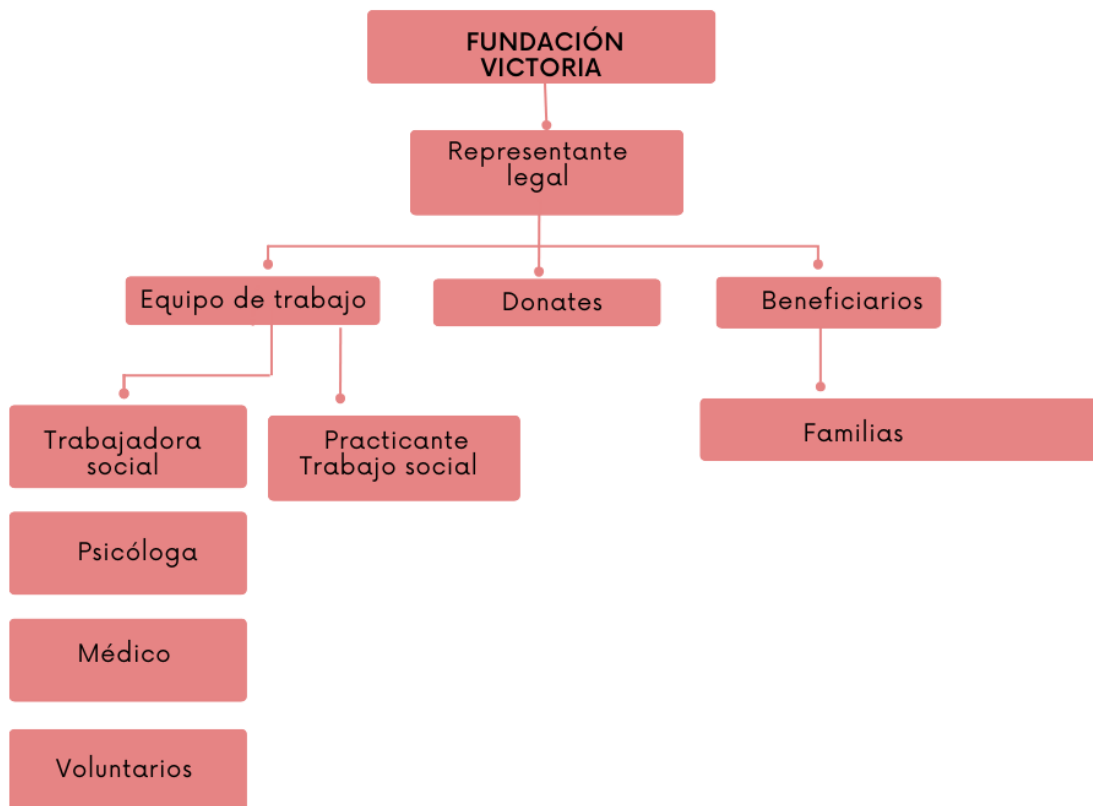 FUNDACIÓN
VICTORIA
Representante
legal
Equipo de trabajo
Donates
Beneficiarios
Trabajadora
social
Practicante
Trabajo social
Familias
Psicóloga
Médico
Voluntarios